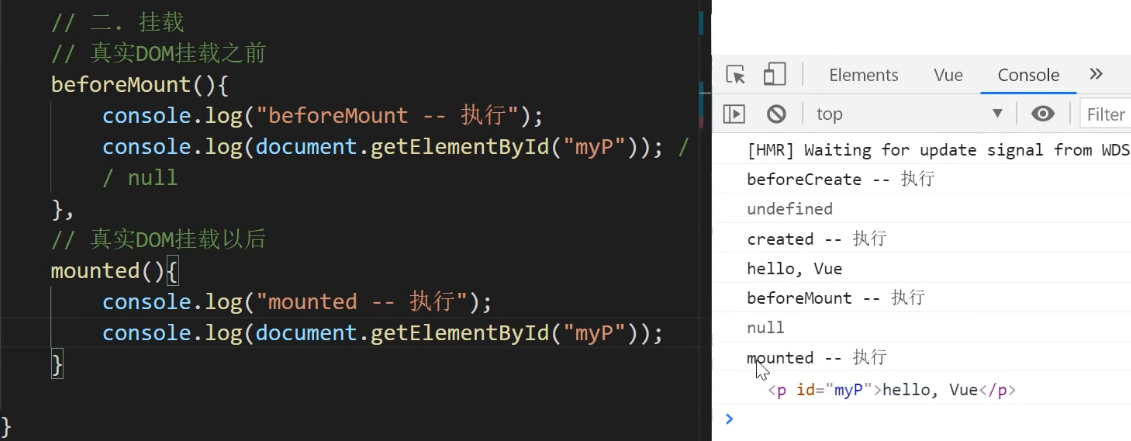 // 二. 挂载
// 真实DOM挂载之前
beforeMount(){
console.log("beforeMount -- 执行");
console.log(document.getElementById("myP")); /
/ null
},
// 真实DOM挂载以后
mounted(){
console.log("mounted -- 执行");
console.log(document.getElementById("myP"));
}
}
Elements Vue Console »
top ▼ Filter
[HMR] Waiting for update signal from WDS
beforeCreate -- 执行
undefined
created -- 执行
hello, Vue
beforeMount -- 执行
null
mounted -- 执行
<p id="myP">hello, Vue</p>
>